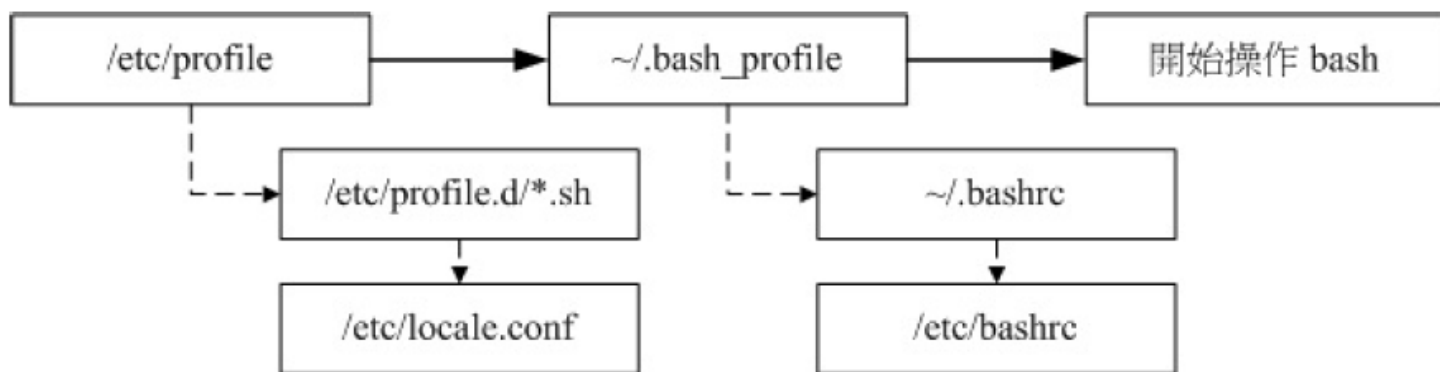 /etc/profile
~/.bash_profile
開始操作 bash
/etc/profile.d/*.sh
~/.bashrc
/etc/locale.conf
/etc/bashrc